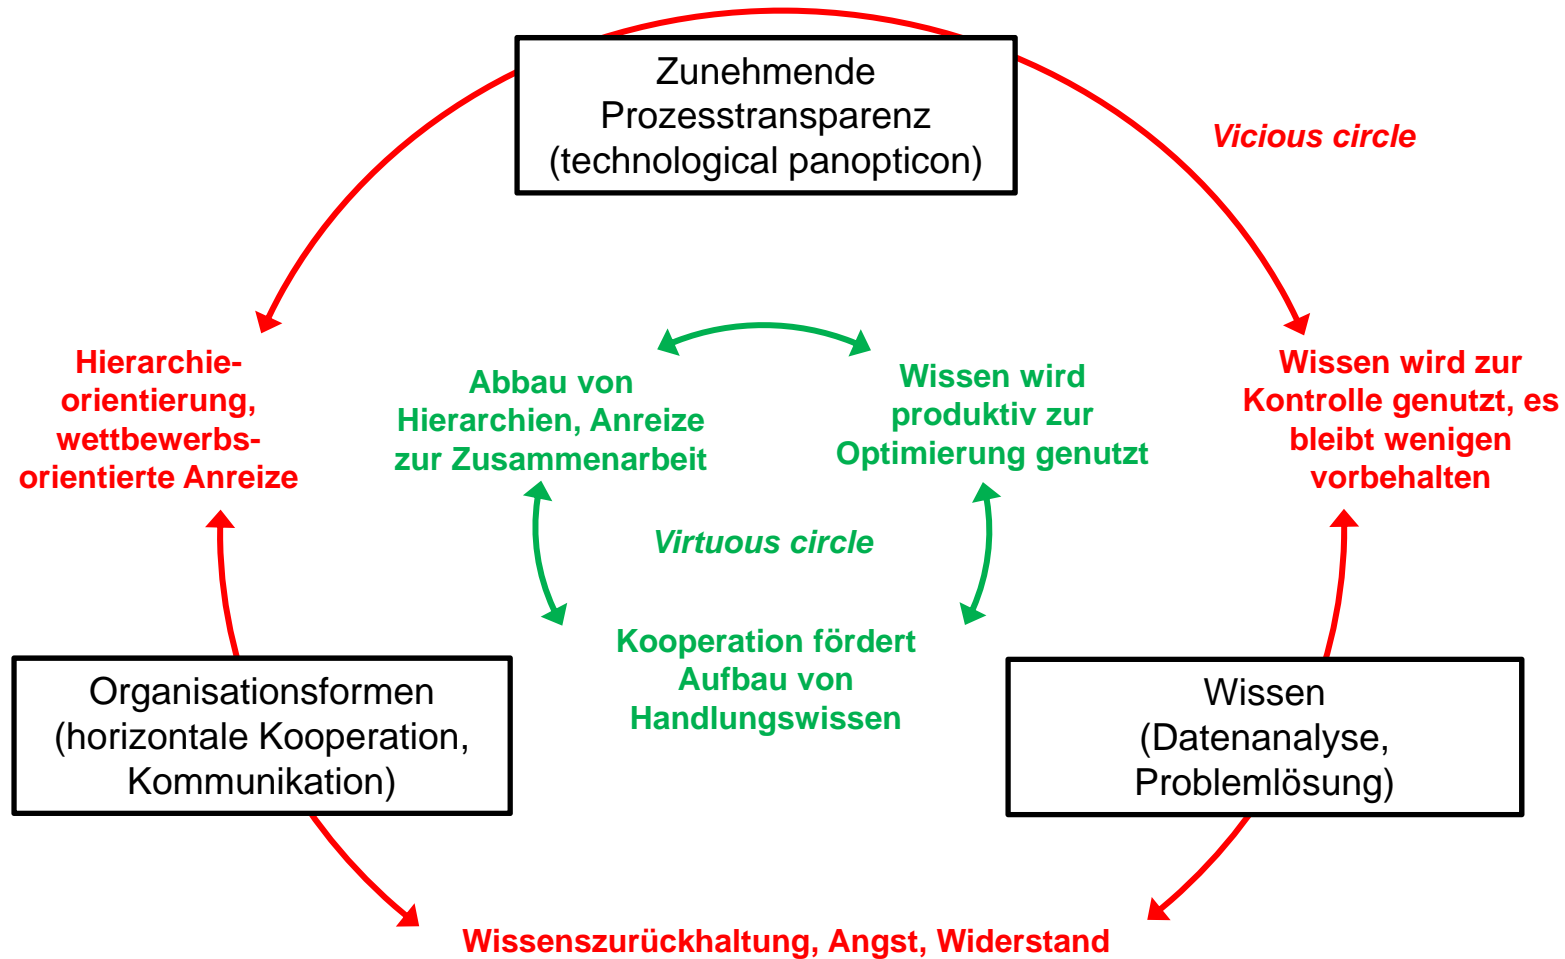 Zunehmende
Prozesstransparenz
(technological panopticon)
Vicious circle
Hierarchie-
orientierung,
wettbewerbs-
orientierte Anreize
Abbau von
Hierarchien, Anreize
zur Zusammenarbeit
Wissen wird
produktiv zur
Optimierung genutzt
Wissen wird zur
Kontrolle genutzt, es
bleibt wenigen
vorbehalten
Virtuous circle
Kooperation fördert
Aufbau von
Handlungswissen
Organisationsformen
(horizontale Kooperation,
Kommunikation)
Wissen
(Datenanalyse,
Problemlösung)
Wissenszurückhaltung, Angst, Widerstand